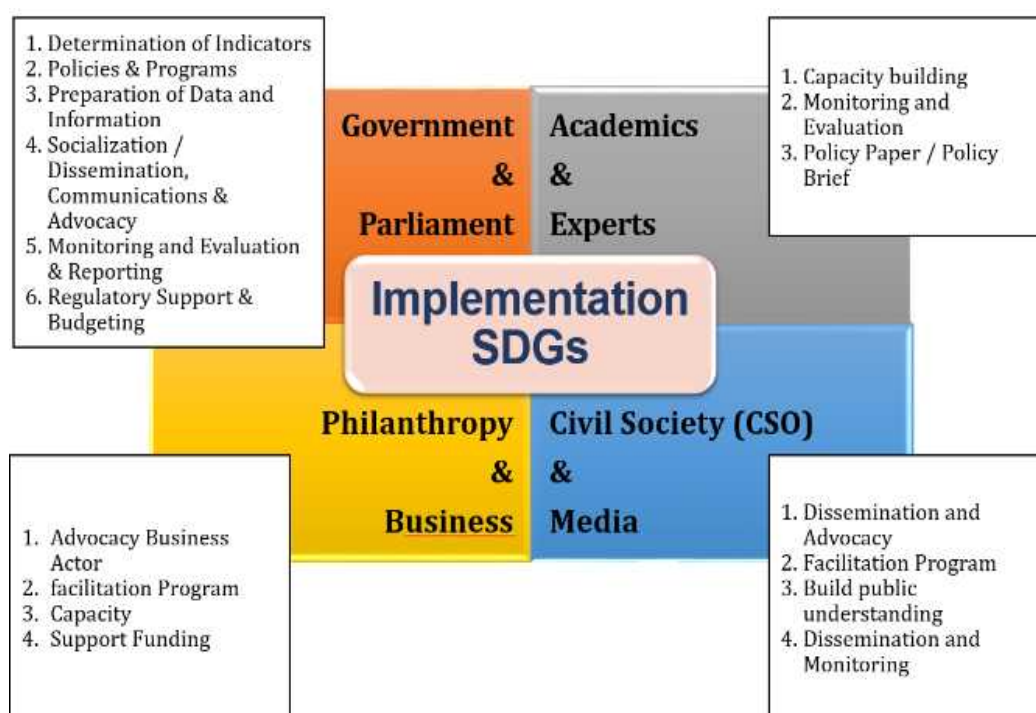 1. Determination of Indicators
2. Policies & Programs
3. Preparation of Data and
Information
4. Socialization /
Dissemination,
Communications &
Advocacy
5. Monitoring and Evaluation
& Reporting
6. Regulatory Support &
Budgeting
Government
&
Parliament
Academics
&
Experts
1. Capacity building
2. Monitoring and
Evaluation
3. Policy Paper / Policy
Brief
Implementation
SDGs
Philanthropy
&
Business
Civil Society (CSO)
&
Media
1. Advocacy Business
Actor
2. facilitation Program
3. Capacity
4. Support Funding
1. Dissemination and
Advocacy
2. Facilitation Program
3. Build public
understanding
4. Dissemination and
Monitoring